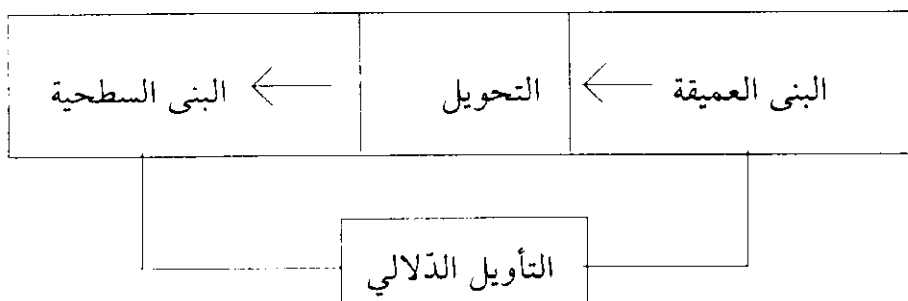 البنى العميقة
التحويل
البنى السطحية
التأويل الدّلالي